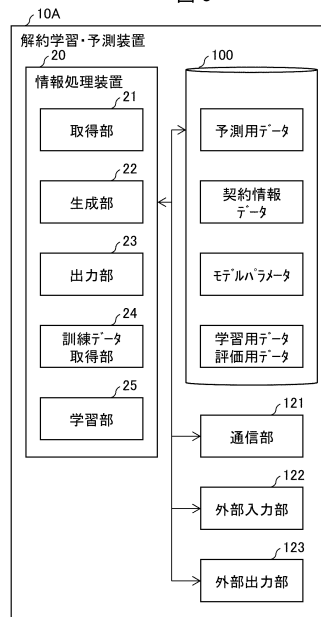 10A
解約学習・予測装置
20
情報処理装置
21
取得部
22
生成部
23
出力部
24
訓練データ
取得部
25
学習部
100
予測用ﾃﾞｰﾀ
契約情報
ﾃﾞｰﾀ
ﾓﾃﾞﾙﾊﾟﾗﾒｰﾀ
学習用ﾃﾞｰﾀ
評価用ﾃﾞｰﾀ
121
通信部
122
外部入力部
123
外部出力部